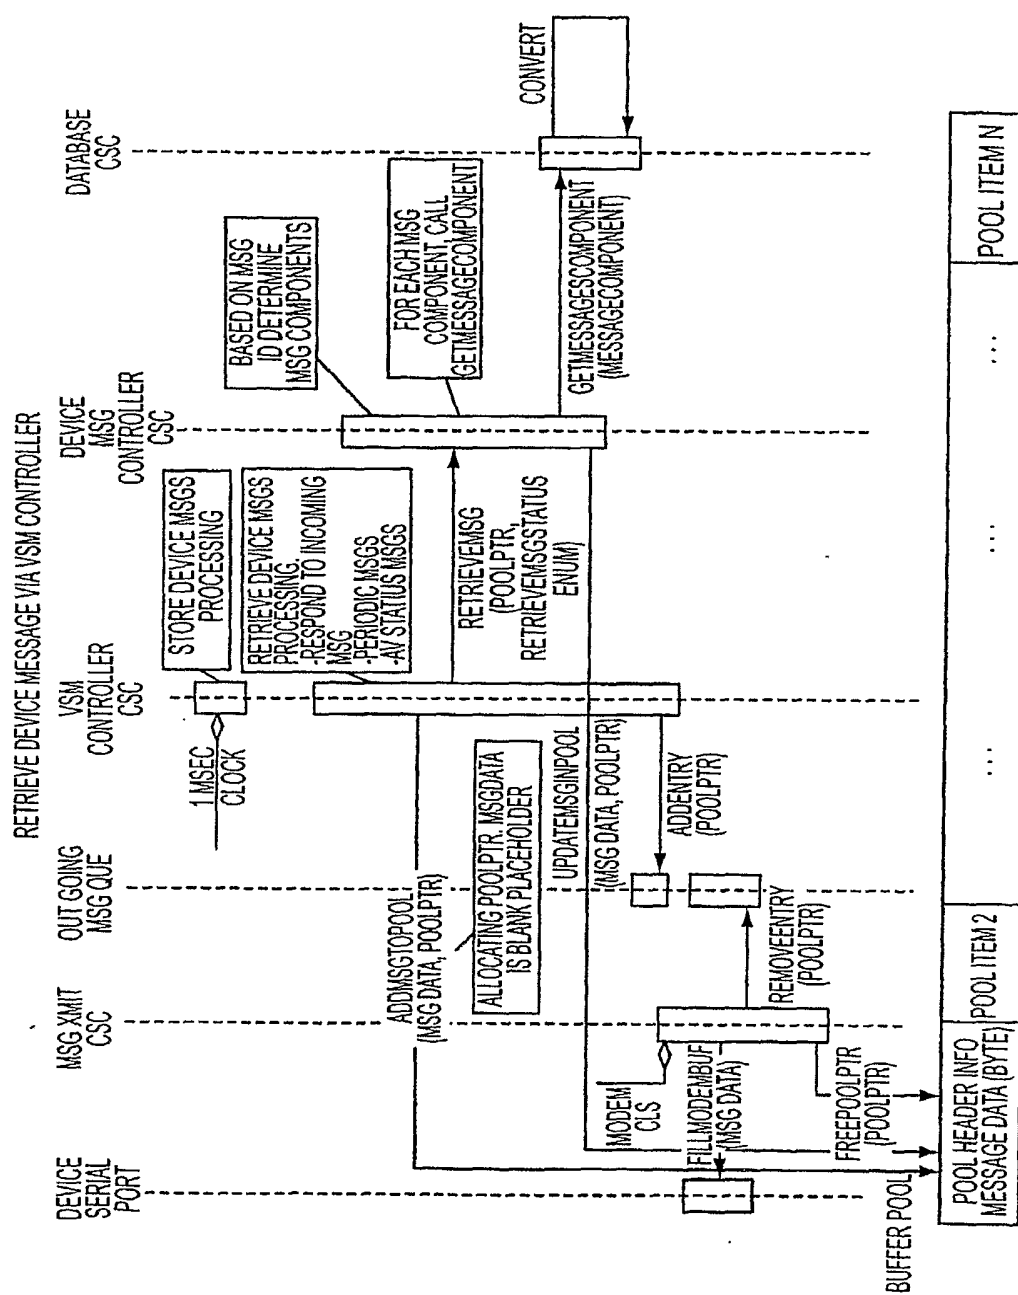 RETRIEVE DEVICE MESSAGE VIA VSM CONTROLLER
DEVICE
SERIAL
PORT
MSG XMIT
CSC
OUT GOING
MSG QUE
VSM
CONTROLLER
CSC
DEVICE
MSG
CONTROLLER
CSC
DATABASE
CSC
1 MSEC
CLOCK
STORE DEVICE MSGS
PROCESSING
RETRIEVE DEVICE MSGS
PROCESSING.
-RESPOND TO INCOMING
MSG
-PERIODIC MSGS
-AV STATUS MSGS
BASED ON MSG
ID DETERMINE
MSG COMPONENTS
FOR EACH MSG
COMPONENT, CALL
GETMESSAGECOMPONENT
ADDMSGTOPOOL
(MSG DATA, POOLPTR)
ALLOCATING POOLPTR. MSGDATA
IS BLANK PLACEHOLDER
RETRIEVEMSG
(POOLPTR,
RETRIEVEMSGSTATUS
ENUM)
GETMESSAGESCOMPONENT
(MESSAGECOMPONENT)
CONVERT
UPDATEMSGINPOOL
(MSG DATA, POOLPTR)
ADDENTRY
(POOLPTR)
MODEM
CLS
FILLMODEMBUF
(MSG DATA)
REMOVEENTRY
(POOLPTR)
FREEPOOLPTR
(POOLPTR)
BUFFER POOL
POOL HEADER INFO
MESSAGE DATA (BYTE)
POOL ITEM 2
...
...
...
POOL ITEM N